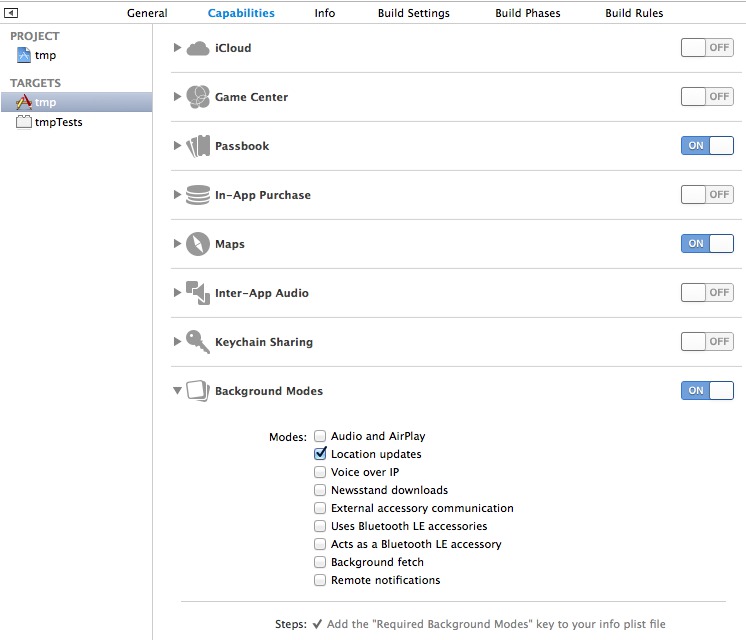 General Capabilities Info Build Settings Build Phases Build Rules
PROJECT
tmp
TARGETS
tmp
tmpTests
iCloud OFF
Game Center OFF
Passbook ON
In-App Purchase OFF
Maps ON
Inter-App Audio OFF
Keychain Sharing OFF
Background Modes ON
Modes: Audio and AirPlay
Location updates
Voice over IP
Newsstand downloads
External accessory communication
Uses Bluetooth LE accessories
Acts as a Bluetooth LE accessory
Background fetch
Remote notifications
Steps: ✓ Add the "Required Background Modes" key to your info plist file